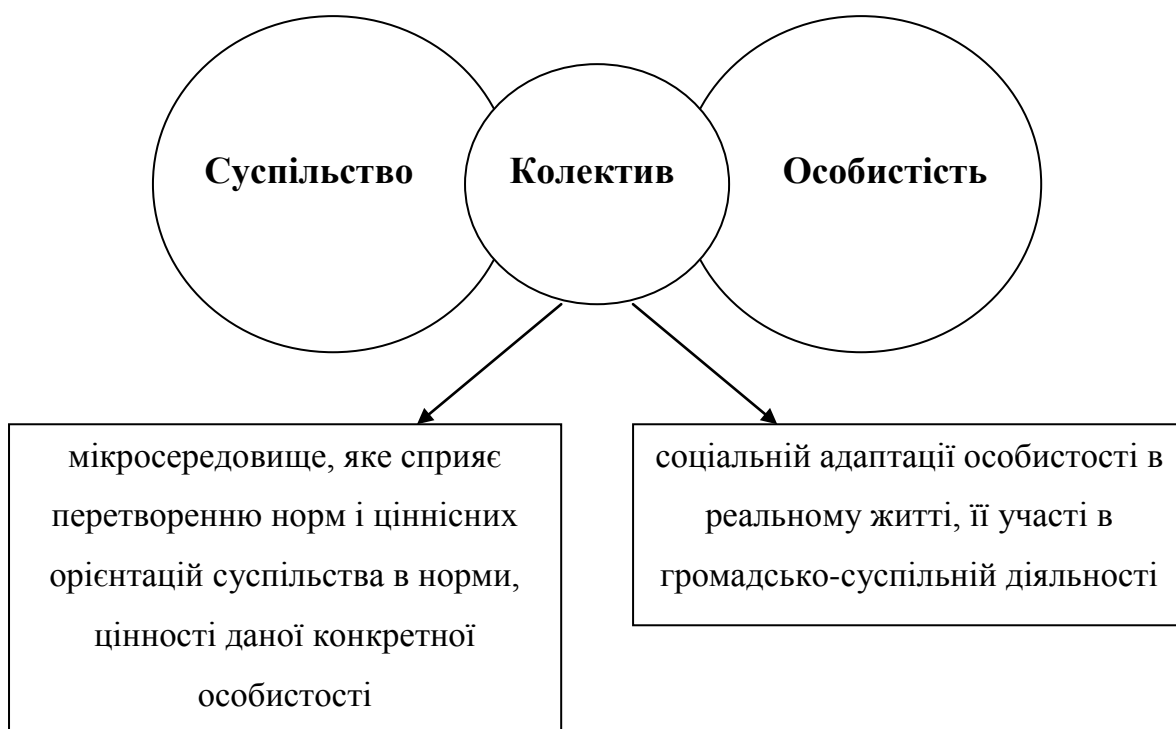 Суспільство
Колектив
Особистість
мікросередовище, яке сприяє
перетворенню норм і ціннісних
орієнтацій суспільства в норми,
цінності даної конкретної
особистості
соціальній адаптації особистості в
реальному житті, її участі в
громадсько-суспільній діяльності